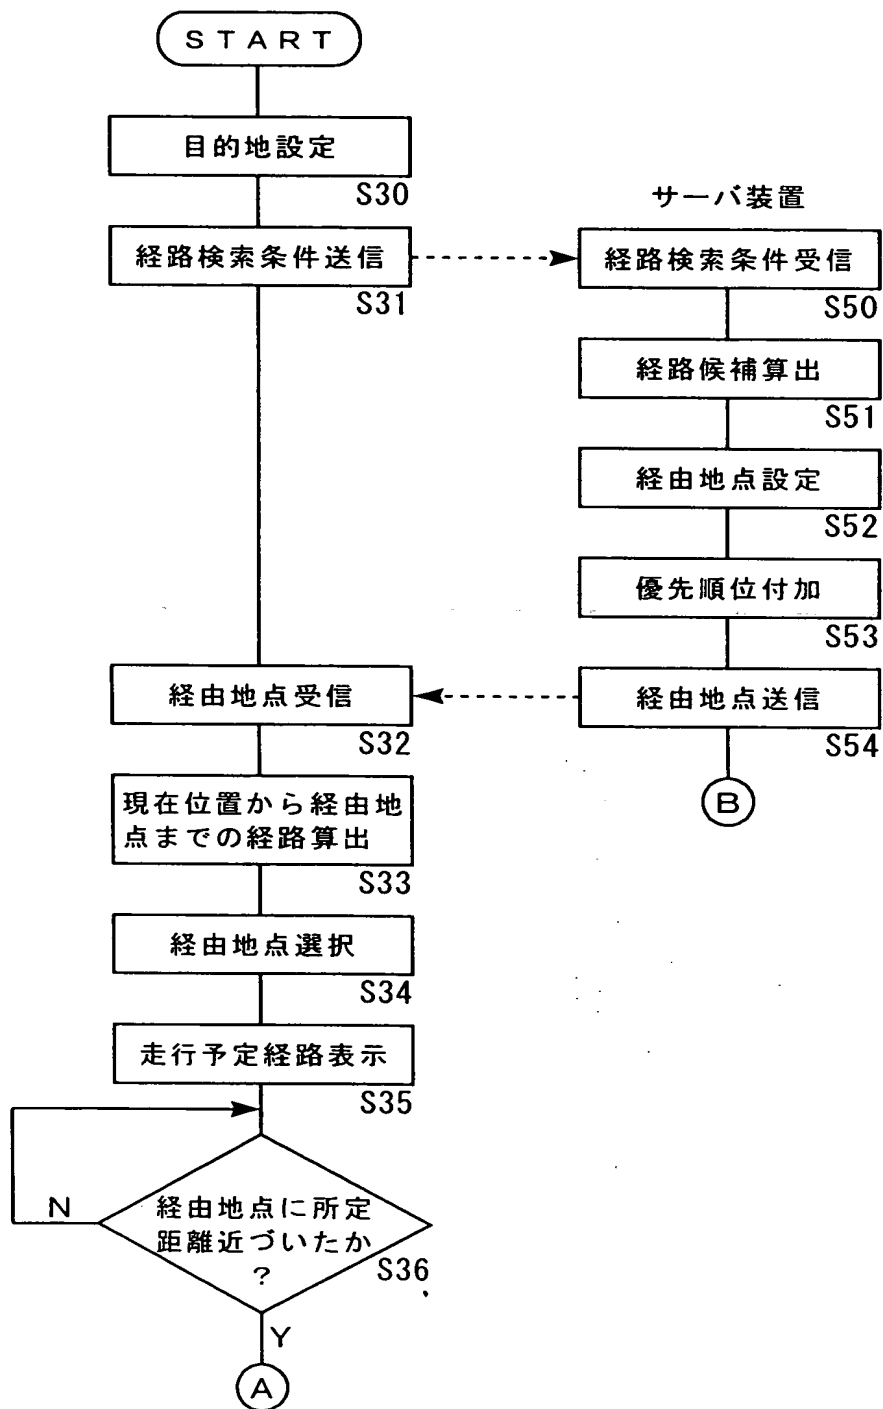 START
目的地設定
S30
経路検索条件送信
S31
サーバ装置
経路検索条件受信
S50
経路候補算出
S51
経由地点設定
S52
優先順位付加
S53
経由地点送信
S54
B
経由地点受信
S32
現在位置から経由地
点までの経路算出
S33
経由地点選択
S34
走行予定経路表示
S35
経由地点に所定
距離近づいたか
?
S36
N
Y
A